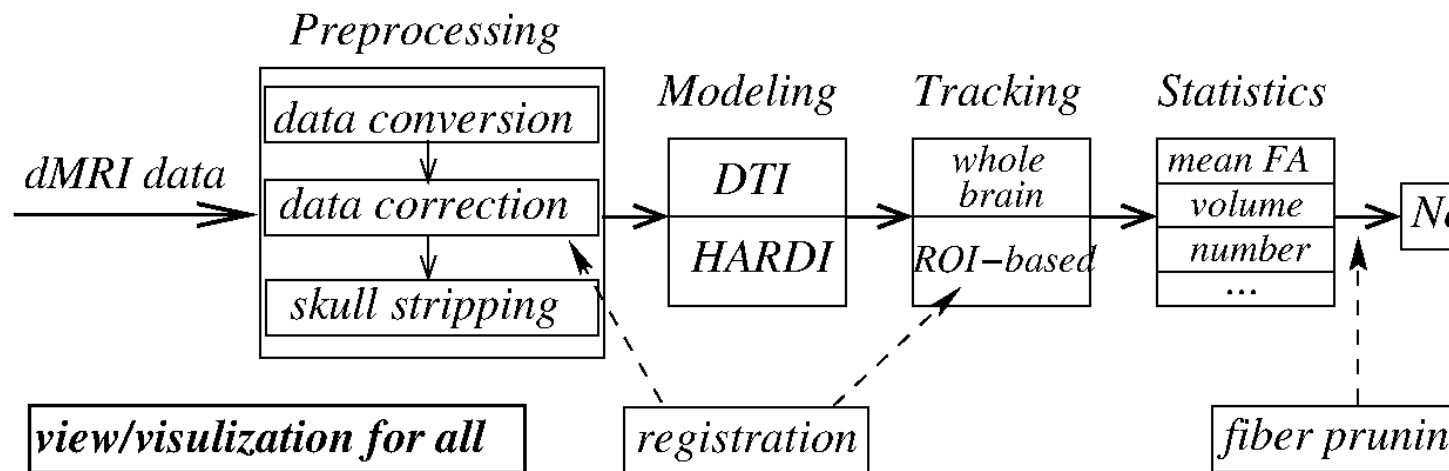 Preprocessing
data conversion
data correction
skull stripping
dMRI data
Modeling
DTI
HARDI
Tracking
whole
brain
ROI-based
Statistics
mean FA
volume
number
...
view/visulization for all
registration
fiber